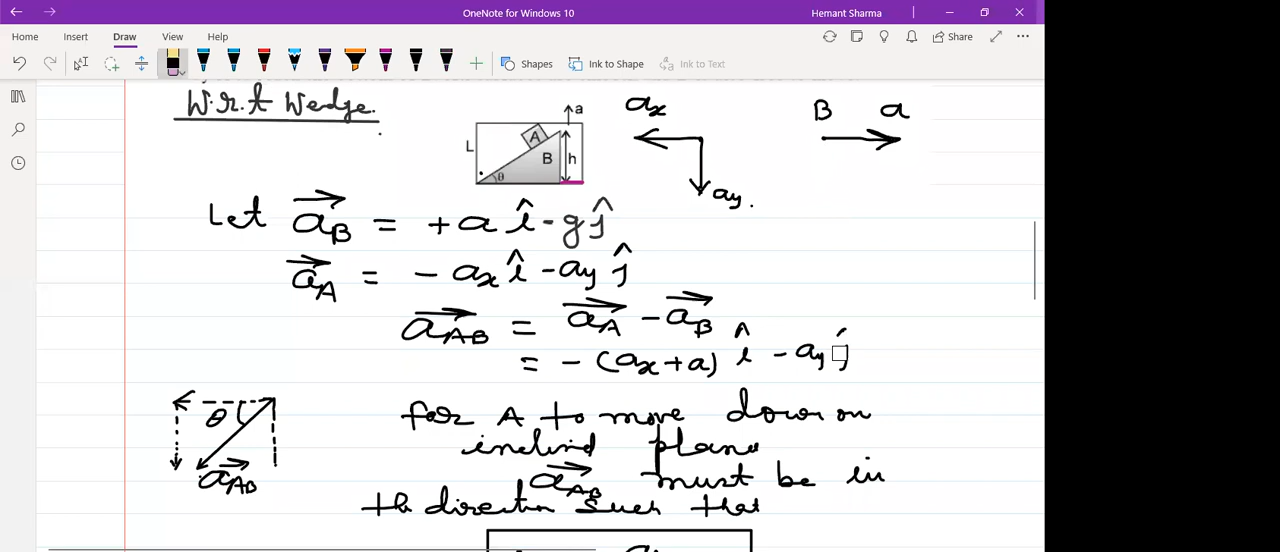 OneNote for Windows 10
Hemant Sharma
Home Insert Draw View Help
Share
Shapes Ink to Shape Ink to Text
W.r.t Wedge.
a
L A B h θ
ax
ay.
B a
Let aB = +a î - g ĵ
aA = - ax î - ay ĵ
aAB = aA - aB
= - (ax + a) î - ay ĵ
θ
aAB
for A to move down on
inclind plane
aAB must be in
th direction such that